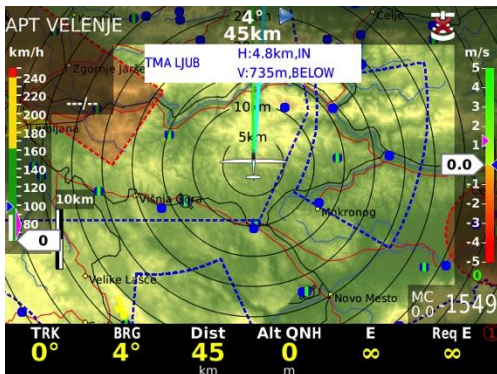 4°
45km
APT VELENJE
Celje
km/h
m/s
TMA LJUB
H:4.8km,IN
V:735m,BELOW
Zgornje Jarše
240
220
200
180
160
140
120
100
80
0
5
4
3
2
1
0.0
-1
-2
-3
-4
-5
0
5km
10km
Višnja Gora
Mokronog
Velike Lašče
Novo Mesto
MC
0.0
1549
TRK
BRG
Dist
Alt QNH
E
Req E
1
0°
4°
45
0
∞
∞
km
m